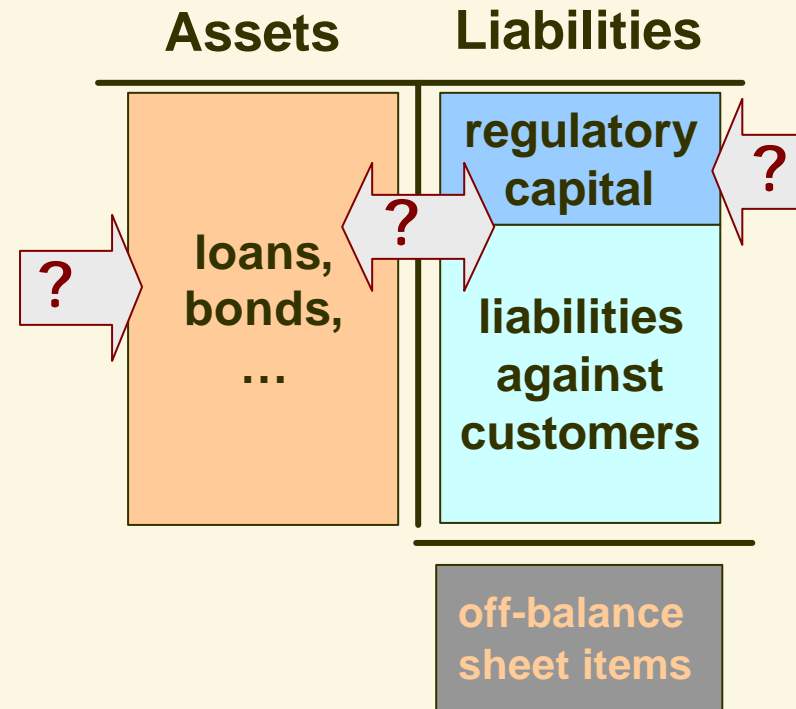 Assets
Liabilities
regulatory
capital
?
?
?
loans,
bonds,
…
liabilities
against
customers
off-balance
sheet items